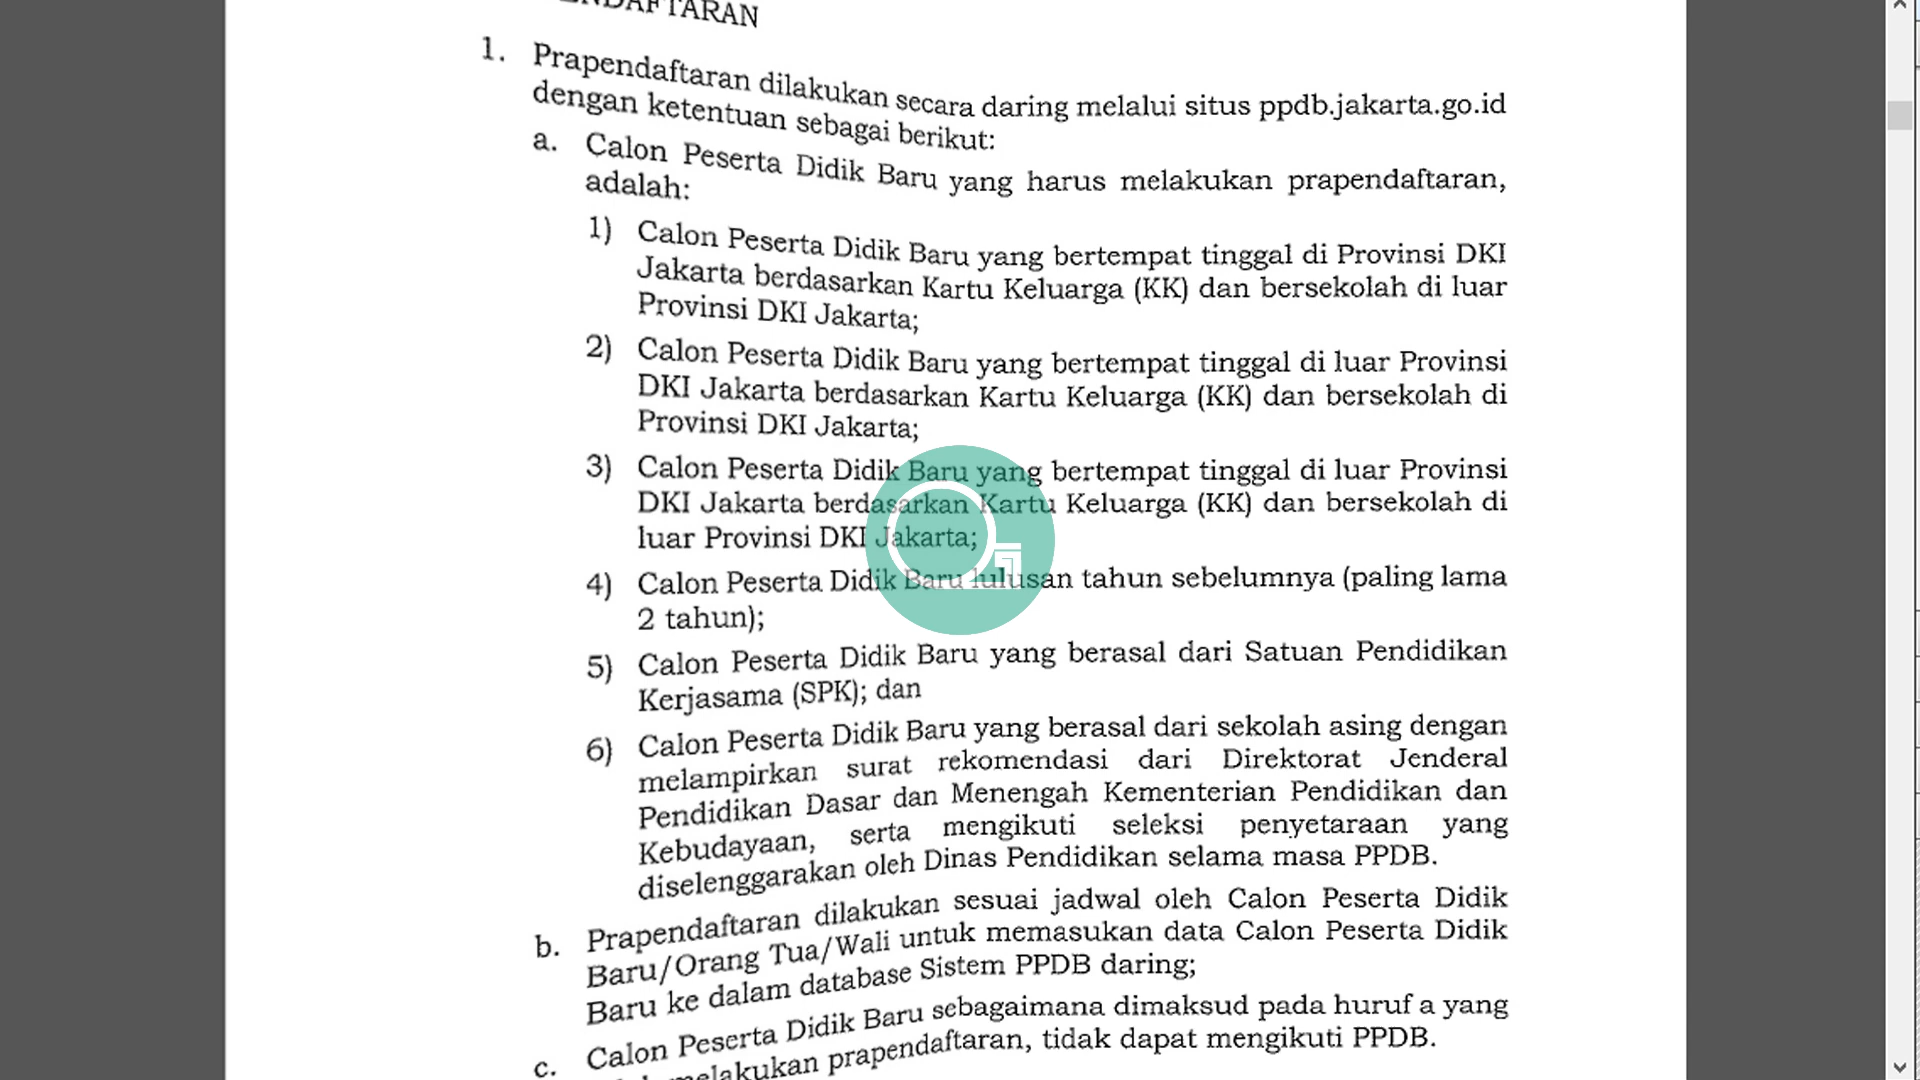 PENDAFTARAN
1. Prapendaftaran dilakukan secara daring melalui situs ppdb.jakarta.go.id
dengan ketentuan sebagai berikut:
a. Calon Peserta Didik Baru yang harus melakukan prapendaftaran,
adalah:
1) Calon Peserta Didik Baru yang bertempat tinggal di Provinsi DKI
Jakarta berdasarkan Kartu Keluarga (KK) dan bersekolah di luar
Provinsi DKI Jakarta;
2) Calon Peserta Didik Baru yang bertempat tinggal di luar Provinsi
DKI Jakarta berdasarkan Kartu Keluarga (KK) dan bersekolah di
Provinsi DKI Jakarta;
3) Calon Peserta Didik Baru yang bertempat tinggal di luar Provinsi
DKI Jakarta berdasarkan Kartu Keluarga (KK) dan bersekolah di
luar Provinsi DKI Jakarta;
4) Calon Peserta Didik Baru lulusan tahun sebelumnya (paling lama
2 tahun);
5) Calon Peserta Didik Baru yang berasal dari Satuan Pendidikan
Kerjasama (SPK); dan
6) Calon Peserta Didik Baru yang berasal dari sekolah asing dengan
melampirkan surat rekomendasi dari Direktorat Jenderal
Pendidikan Dasar dan Menengah Kementerian Pendidikan dan
Kebudayaan, serta mengikuti seleksi penyetaraan yang
diselenggarakan oleh Dinas Pendidikan selama masa PPDB.
b. Prapendaftaran dilakukan sesuai jadwal oleh Calon Peserta Didik
Baru/Orang Tua/Wali untuk memasukan data Calon Peserta Didik
Baru ke dalam database Sistem PPDB daring;
c. Calon Peserta Didik Baru sebagaimana dimaksud pada huruf a yang
melakukan prapendaftaran, tidak dapat mengikuti PPDB.